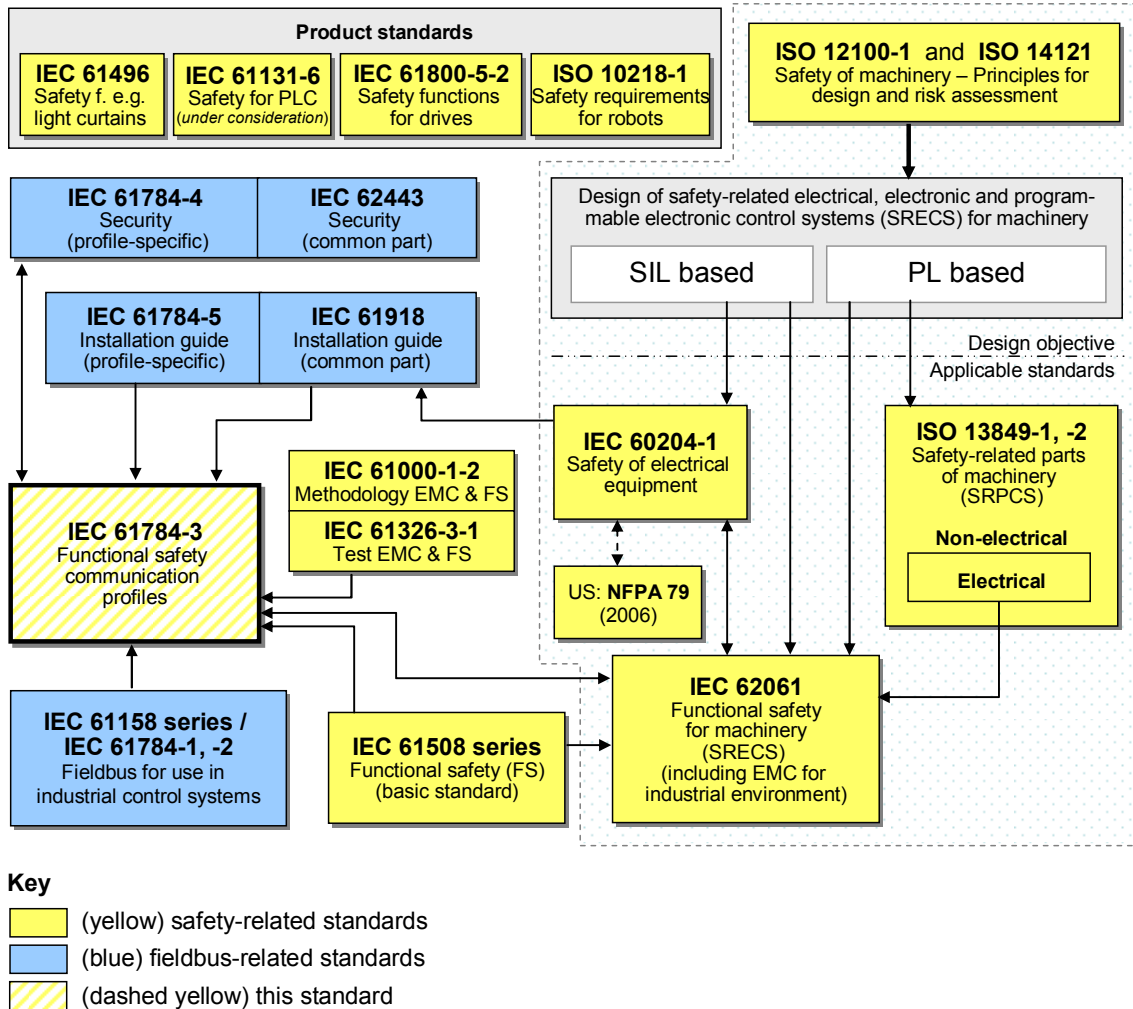 Product standards
IEC 61496
Safety f. e.g.
light curtains
IEC 61131-6
Safety for PLC
(under consideration)
IEC 61800-5-2
Safety functions
for drives
ISO 10218-1
Safety requirements
for robots
ISO 12100-1 and ISO 14121
Safety of machinery – Principles for
design and risk assessment
IEC 61784-4
Security
(profile-specific)
IEC 62443
Security
(common part)
Design of safety-related electrical, electronic and program-
mable electronic control systems (SRECS) for machinery
SIL based
PL based
IEC 61784-5
Installation guide
(profile-specific)
IEC 61918
Installation guide
(common part)
Design objective
Applicable standards
IEC 60204-1
Safety of electrical
equipment
ISO 13849-1, -2
Safety-related parts
of machinery
(SRPCS)
Non-electrical
Electrical
IEC 61000-1-2
Methodology EMC & FS
IEC 61326-3-1
Test EMC & FS
IEC 61784-3
Functional safety
communication
profiles
US: NFPA 79
(2006)
IEC 62061
Functional safety
for machinery
(SRECS)
(including EMC for
industrial environment)
IEC 61158 series /
IEC 61784-1, -2
Fieldbus for use in
industrial control systems
IEC 61508 series
Functional safety (FS)
(basic standard)
Key
(yellow) safety-related standards
(blue) fieldbus-related standards
(dashed yellow) this standard